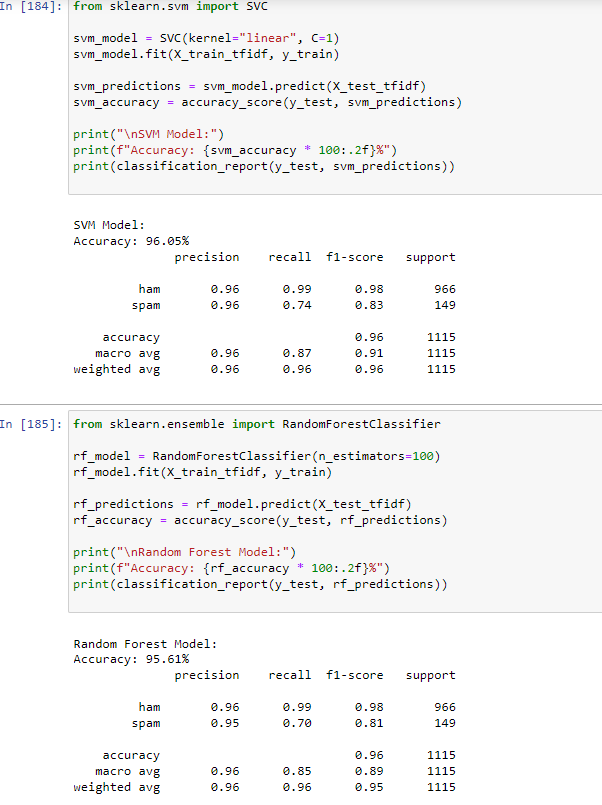 In [184]: from sklearn.svm import SVC
svm_model = SVC(kernel="linear", C=1)
svm_model.fit(X_train_tfidf, y_train)
svm_predictions = svm_model.predict(X_test_tfidf)
svm_accuracy = accuracy_score(y_test, svm_predictions)
print("\nSVM Model:")
print(f"Accuracy: {svm_accuracy * 100:.2f}%")
print(classification_report(y_test, svm_predictions))
SVM Model:
Accuracy: 96.05%
precision recall f1-score support
ham 0.96 0.99 0.98 966
spam 0.96 0.74 0.83 149
accuracy 0.96 1115
macro avg 0.96 0.87 0.91 1115
weighted avg 0.96 0.96 0.96 1115
In [185]: from sklearn.ensemble import RandomForestClassifier
rf_model = RandomForestClassifier(n_estimators=100)
rf_model.fit(X_train_tfidf, y_train)
rf_predictions = rf_model.predict(X_test_tfidf)
rf_accuracy = accuracy_score(y_test, rf_predictions)
print("\nRandom Forest Model:")
print(f"Accuracy: {rf_accuracy * 100:.2f}%")
print(classification_report(y_test, rf_predictions))
Random Forest Model:
Accuracy: 95.61%
precision recall f1-score support
ham 0.96 0.99 0.98 966
spam 0.95 0.70 0.81 149
accuracy 0.96 1115
macro avg 0.96 0.85 0.89 1115
weighted avg 0.96 0.96 0.95 1115